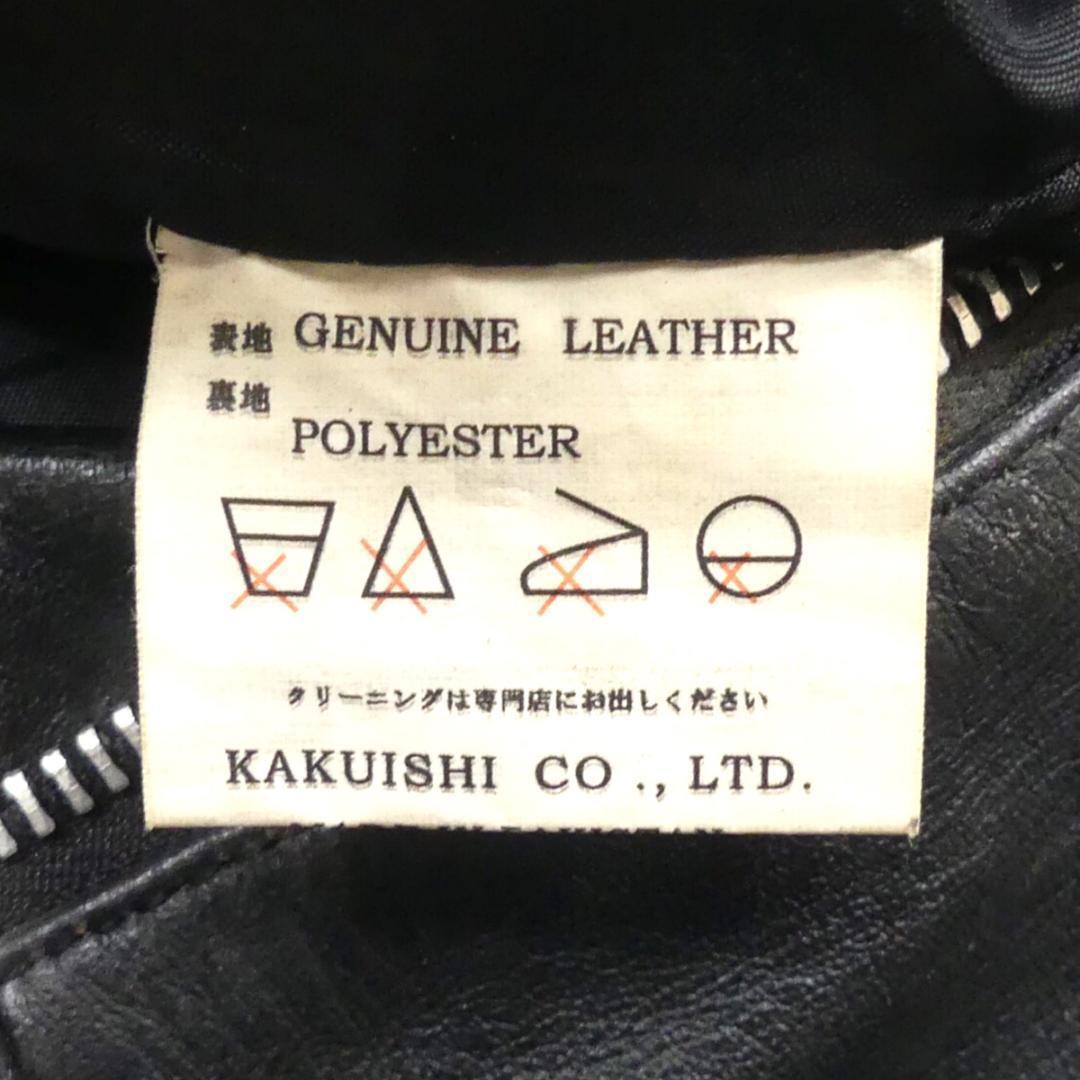 表地 GENUINE LEATHER
裏地
POLYESTER
クリーニングは専門店にお出しください
KAKUISHI CO ., LTD.